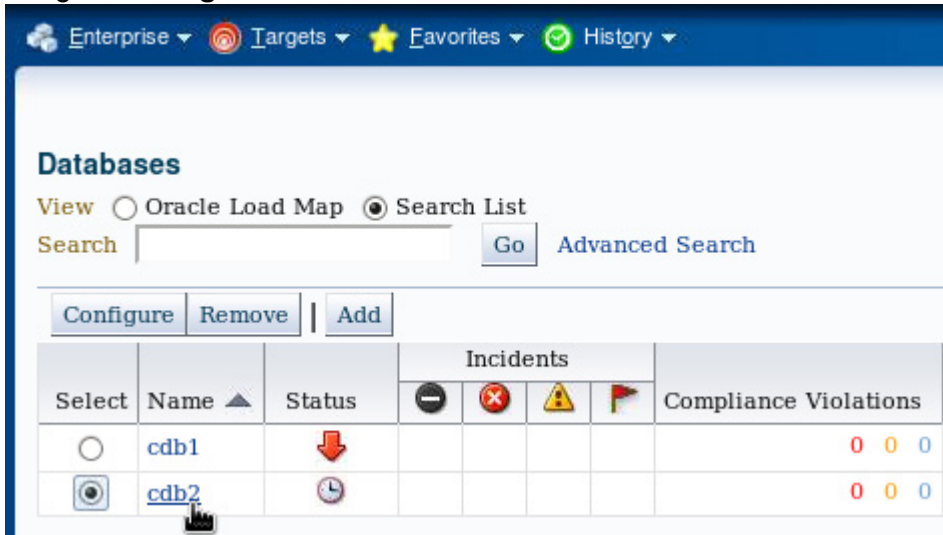 Enterprise Targets Favorites History
Databases
View Oracle Load Map Search List
Search Go Advanced Search
Configure Remove | Add
Incidents
Select Name Status Compliance Violations
cdb1 0 0 0
cdb2 0 0 0